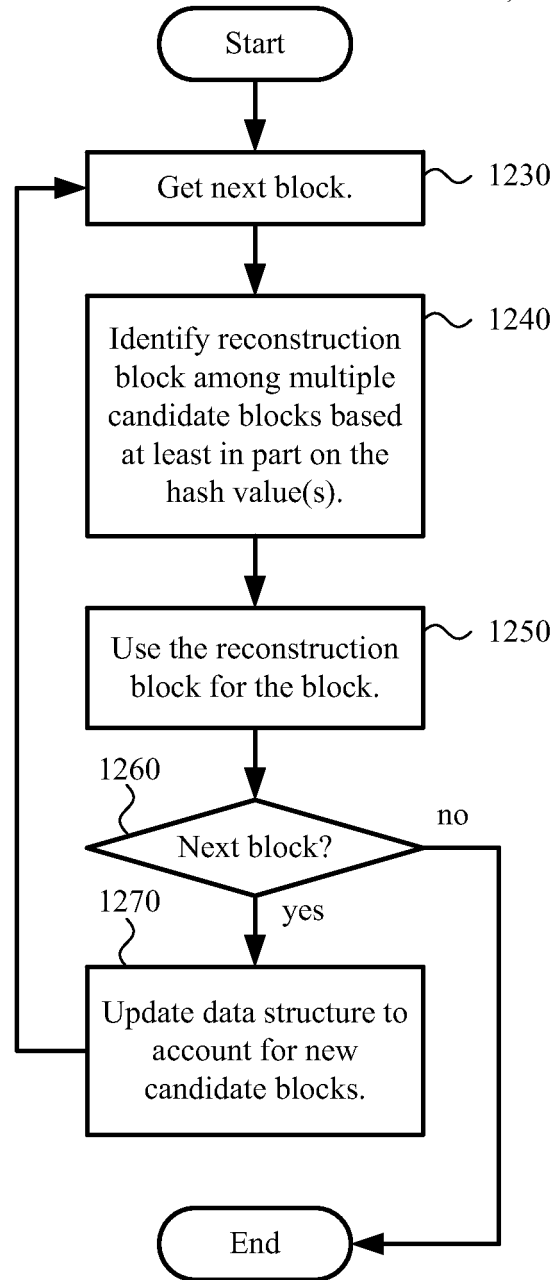 Start
Get next block.
1230
1240
Identify reconstruction
block among multiple
candidate blocks based
at least in part on the
hash value(s).
1250
Use the reconstruction
block for the block.
1260
no
Next block?
1270
yes
Update data structure to
account for new
candidate blocks.
End